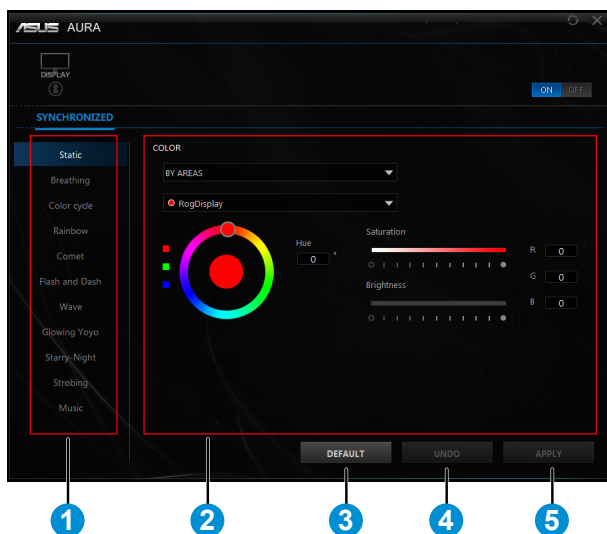 ASUS AURA
DISPLAY
ON OFF
SYNCHRONIZED
Static
Breathing
Color cycle
Rainbow
Comet
Flash and Dash
Wave
Glowing Yoyo
Starry-Night
Strobing
Music
COLOR
BY AREAS
RogDisplay
Hue
0 °
Saturation
Brightness
R 0
G 0
B 0
DEFAULT
UNDO
APPLY
1
2
3
4
5